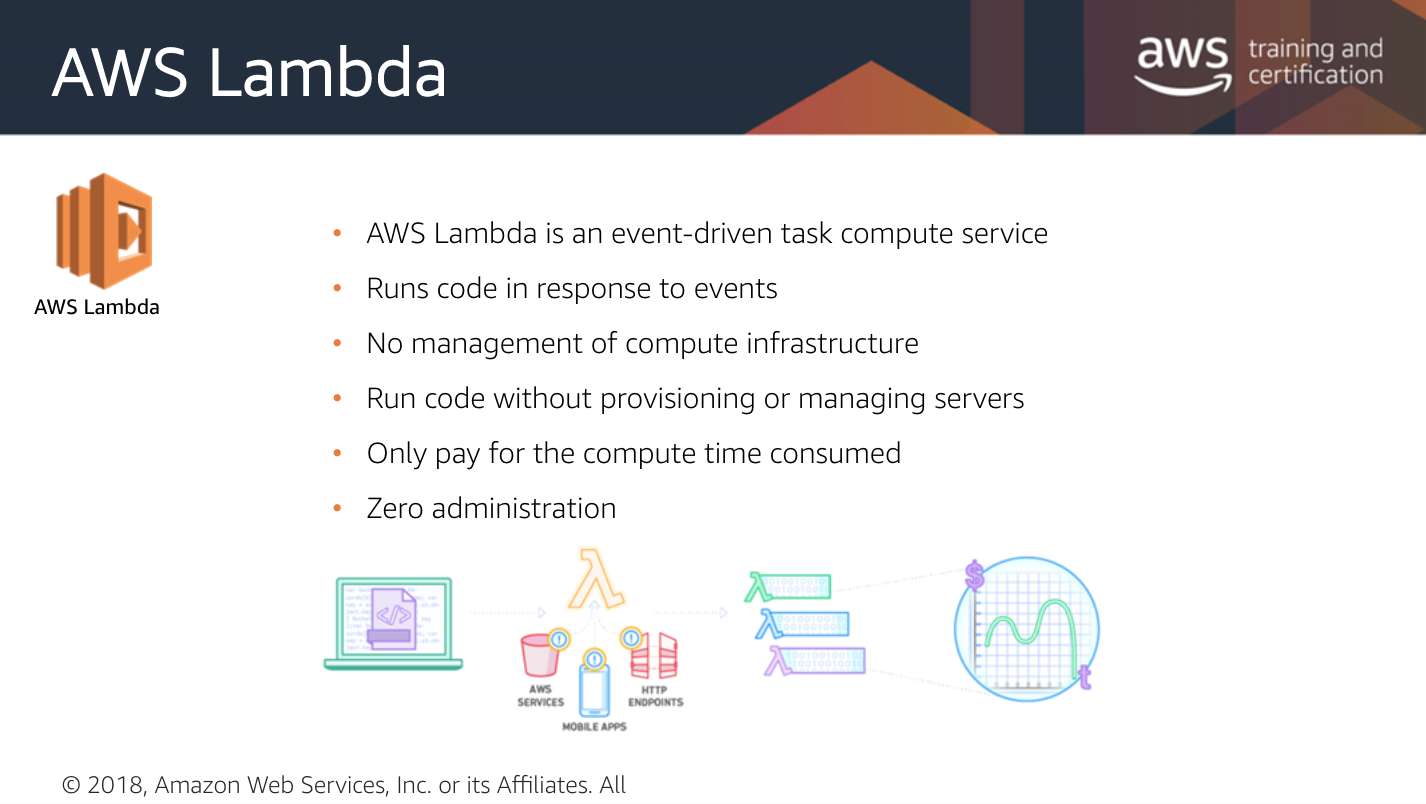 AWS Lambda
aws training and
certification
AWS Lambda
• AWS Lambda is an event-driven task compute service
• Runs code in response to events
• No management of compute infrastructure
• Run code without provisioning or managing servers
• Only pay for the compute time consumed
• Zero administration
</>
λ
AWS
SERVICES
MOBILE APPS
HTTP
ENDPOINTS
λ
λ
λ
$
t
© 2018, Amazon Web Services, Inc. or its Affiliates. All